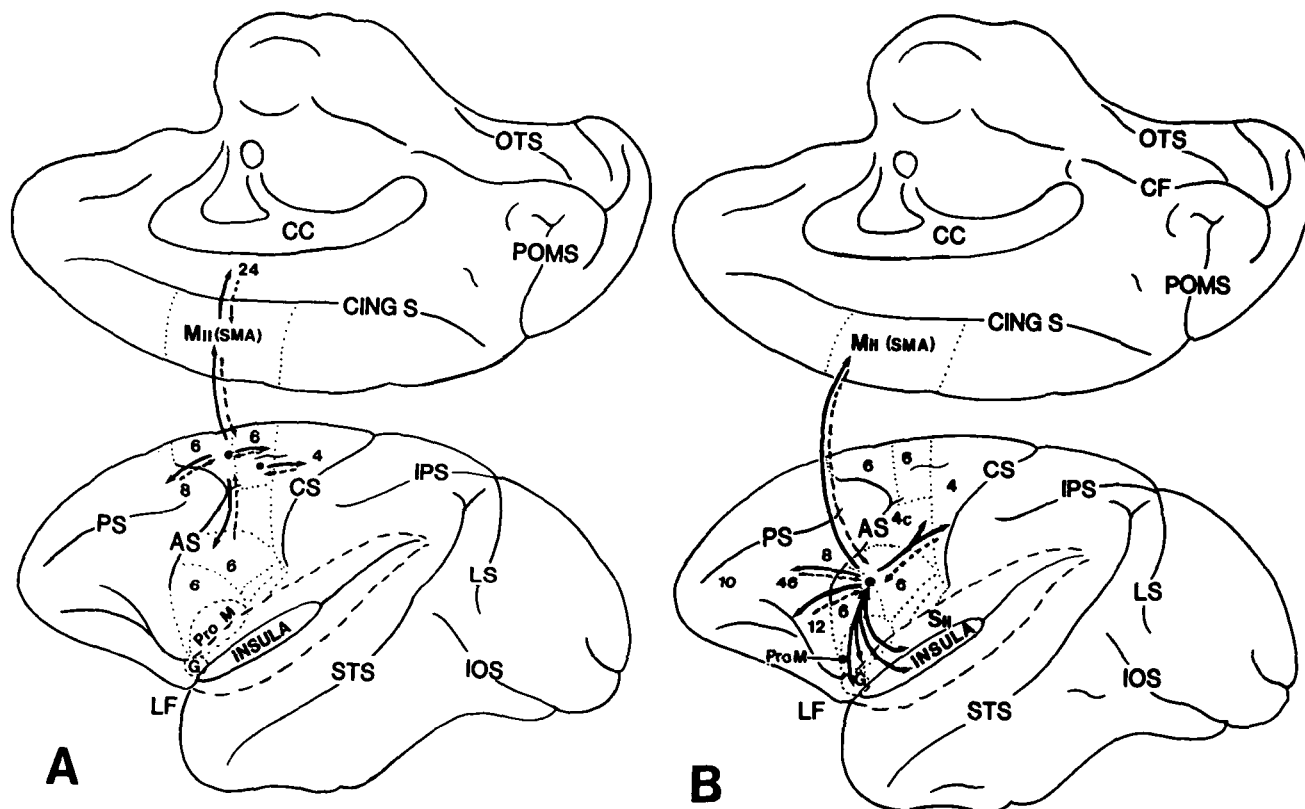 OTS
CC
POMS
24
CING S
MII (SMA)
6
6
4
8
CS
IPS
PS
AS
6
6
LS
Pro M
INSULA
G
STS
IOS
LF
A
OTS
CF
CC
POMS
CING S
MII (SMA)
6
6
CS
4
IPS
AS
4c
PS
8
10
46
6
LS
6
12
SII
INSULA
ProM
G
IOS
LF
STS
B